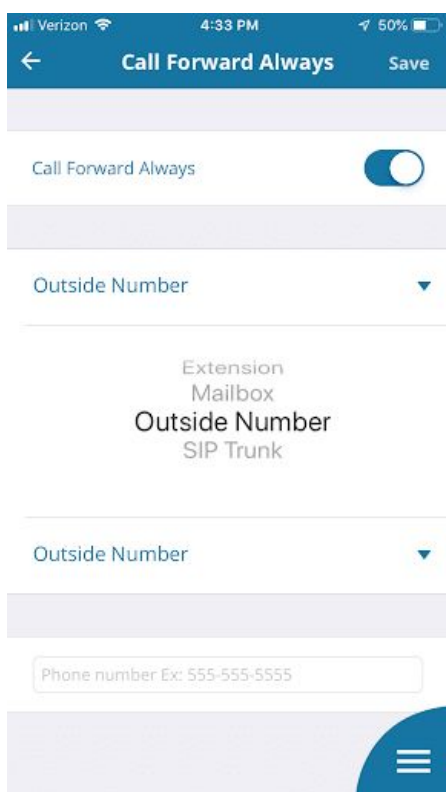 Verizon 4:33 PM 50%
Call Forward Always Save
Call Forward Always
Outside Number
Extension
Mailbox
Outside Number
SIP Trunk
Outside Number
Phone number Ex: 555-555-5555